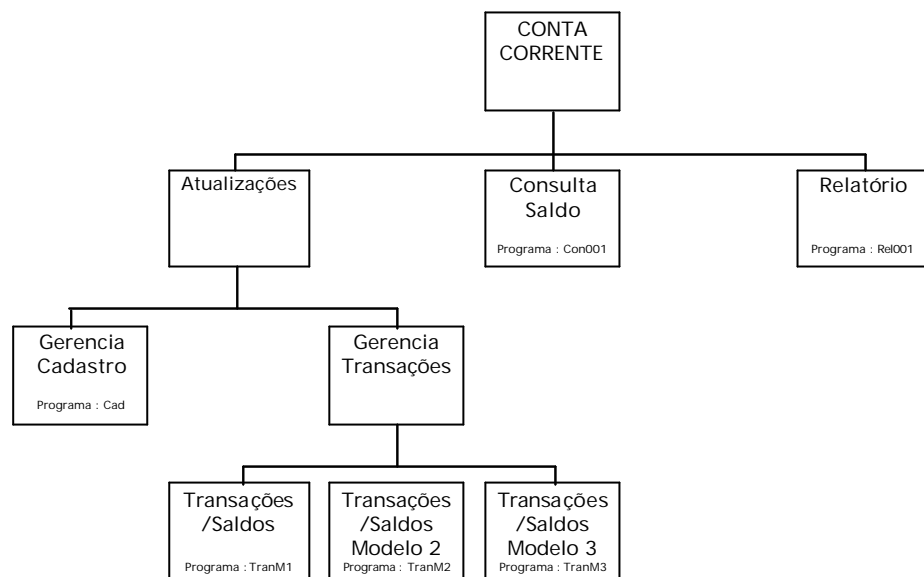 CONTA
CORRENTE
Atualizações
Consulta
Saldo
Programa : Con001
Relatório
Programa : Rel001
Gerencia
Cadastro
Programa : Cad
Gerencia
Transações
Transações
/Saldos
Programa : TranM1
Transações
/Saldos
Modelo 2
Programa : TranM2
Transações
/Saldos
Modelo 3
Programa : TranM3